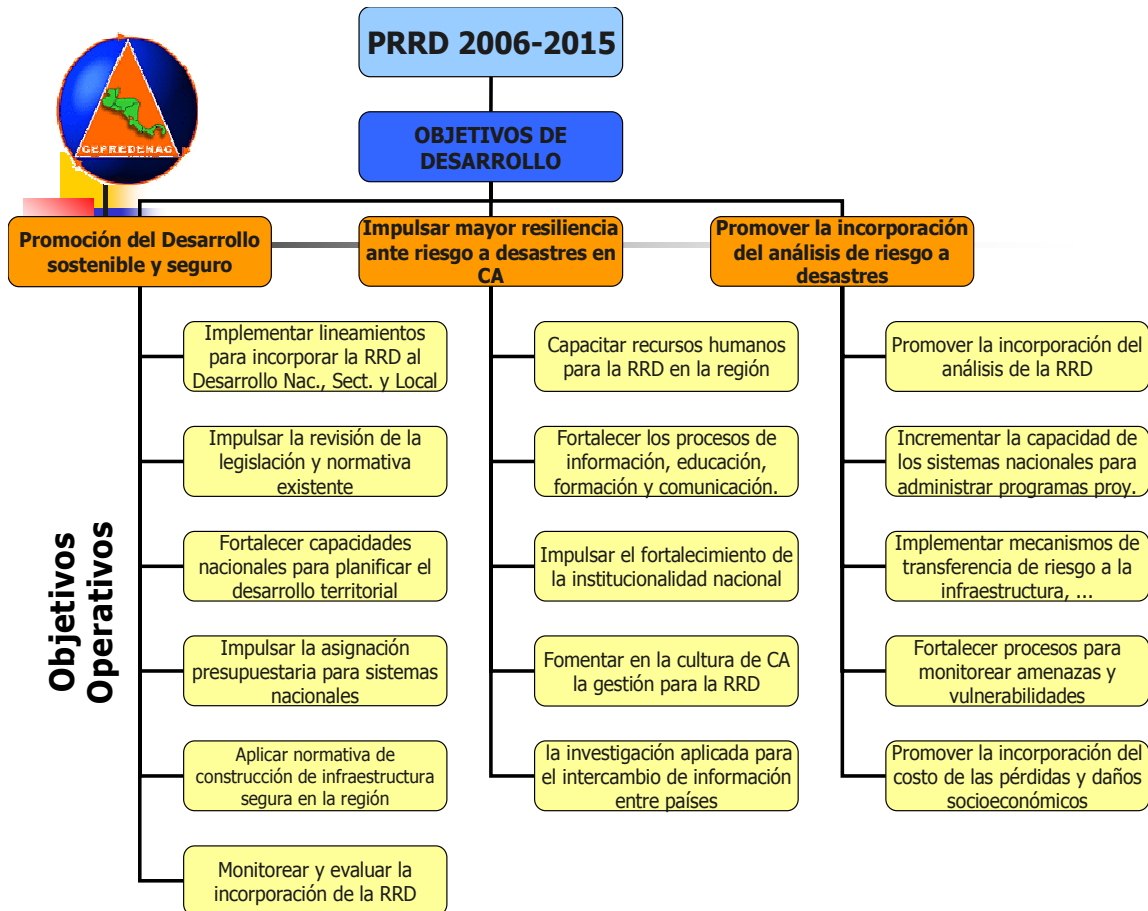 PRRD 2006-2015
CEPREDENAC
OBJETIVOS DE
DESARROLLO
Promoción del Desarrollo
sostenible y seguro
Impulsar mayor resiliencia
ante riesgo a desastres en
CA
Promover la incorporación
del análisis de riesgo a
desastres
Objetivos
Operativos
Implementar lineamientos
para incorporar la RRD al
Desarrollo Nac., Sect. y Local
Impulsar la revisión de la
legislación y normativa
existente
Fortalecer capacidades
nacionales para planificar el
desarrollo territorial
Impulsar la asignación
presupuestaria para sistemas
nacionales
Aplicar normativa de
construcción de infraestructura
segura en la región
Monitorear y evaluar la
incorporación de la RRD
Capacitar recursos humanos
para la RRD en la región
Fortalecer los procesos de
información, educación,
formación y comunicación.
Impulsar el fortalecimiento de
la institucionalidad nacional
Fomentar en la cultura de CA
la gestión para la RRD
la investigación aplicada para
el intercambio de información
entre países
Promover la incorporación del
análisis de la RRD
Incrementar la capacidad de
los sistemas nacionales para
administrar programas proy.
Implementar mecanismos de
transferencia de riesgo a la
infraestructura, ...
Fortalecer procesos para
monitorear amenazas y
vulnerabilidades
Promover la incorporación del
costo de las pérdidas y daños
socioeconómicos